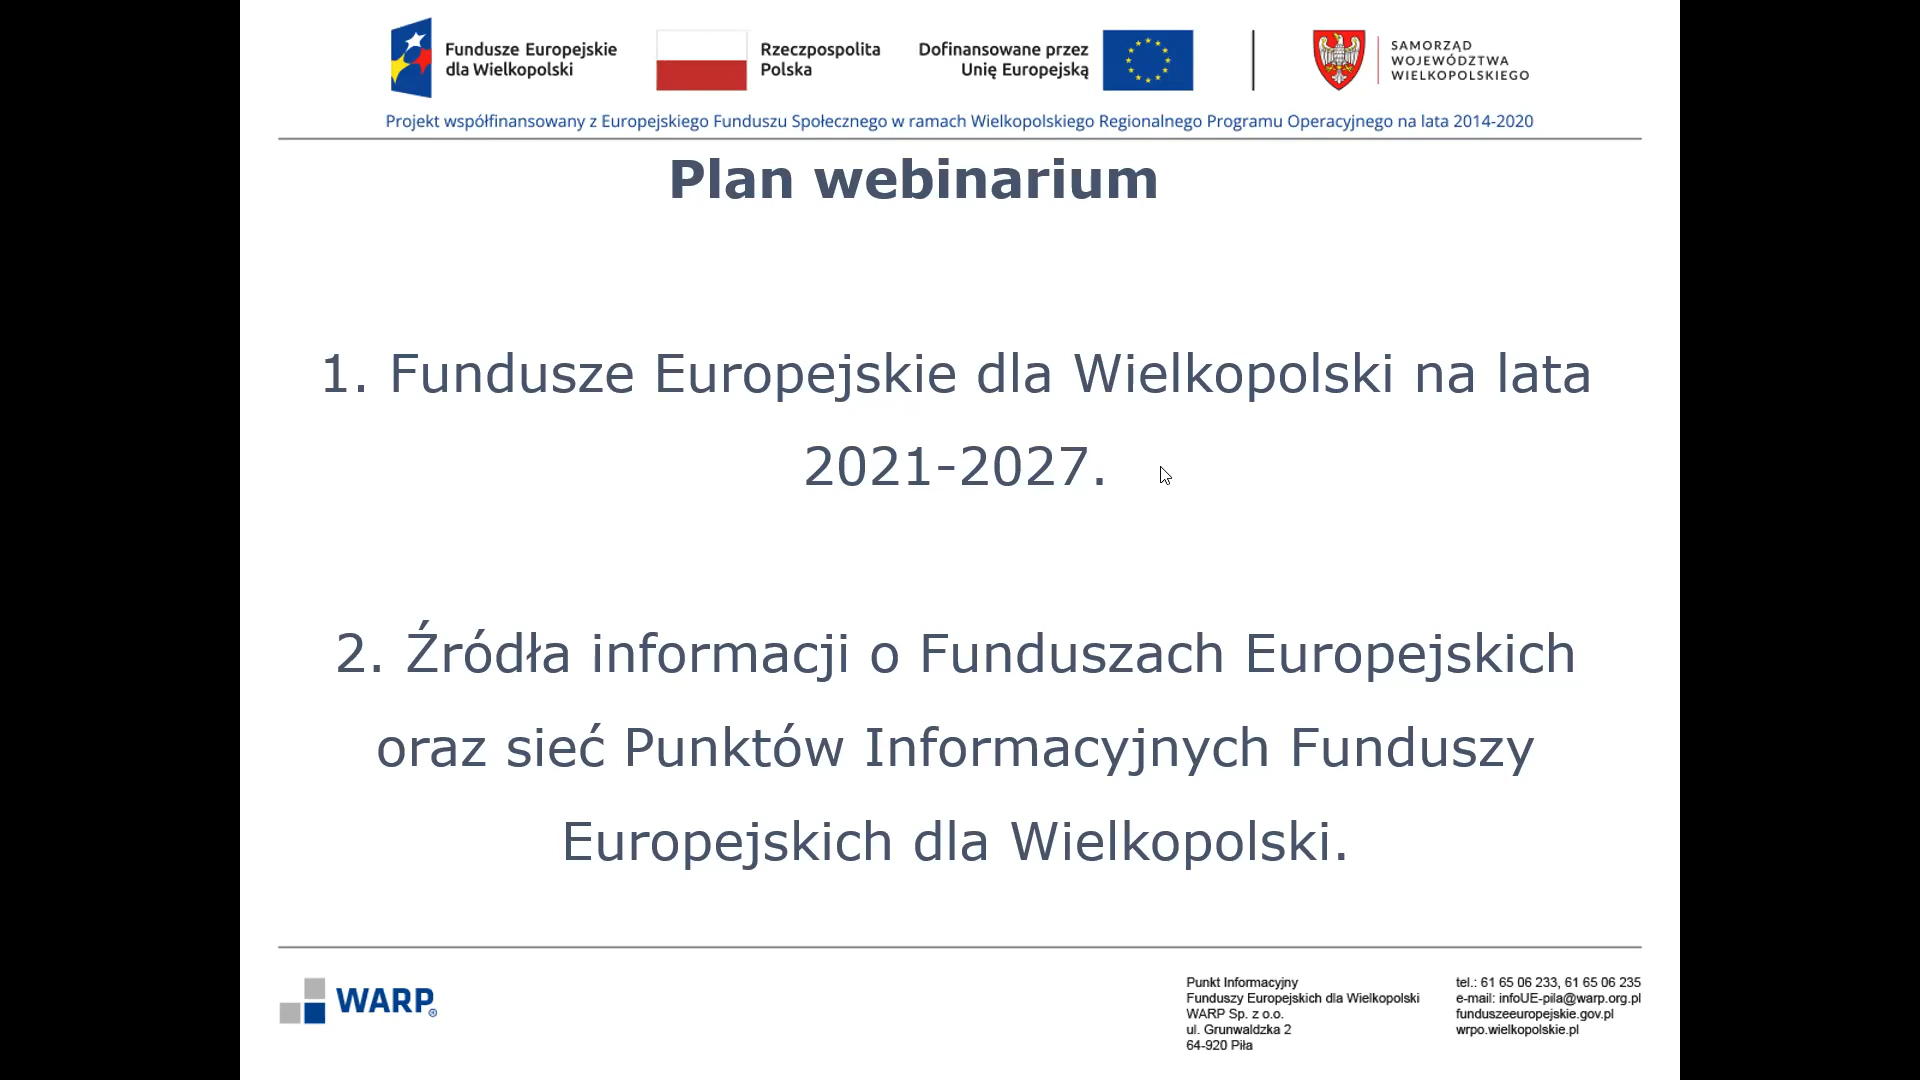 Fundusze Europejskie
dla Wielkopolski
Rzeczpospolita
Polska
Dofinansowane przez
Unię Europejską
SAMORZĄD
WOJEWÓDZTWA
WIELKOPOLSKIEGO
Projekt współfinansowany z Europejskiego Funduszu Społecznego w ramach Wielkopolskiego Regionalnego Programu Operacyjnego na lata 2014-2020
Plan webinarium
1. Fundusze Europejskie dla Wielkopolski na lata
2021-2027.
2. Źródła informacji o Funduszach Europejskich
oraz sieć Punktów Informacyjnych Funduszy
Europejskich dla Wielkopolski.
WARP®
Punkt Informacyjny
Funduszy Europejskich dla Wielkopolski
WARP Sp. z o.o.
ul. Grunwaldzka 2
64-920 Piła
tel.: 61 65 06 233, 61 65 06 235
e-mail: infoUE-pila@warp.org.pl
funduszeeuropejskie.gov.pl
wrpo.wielkopolskie.pl